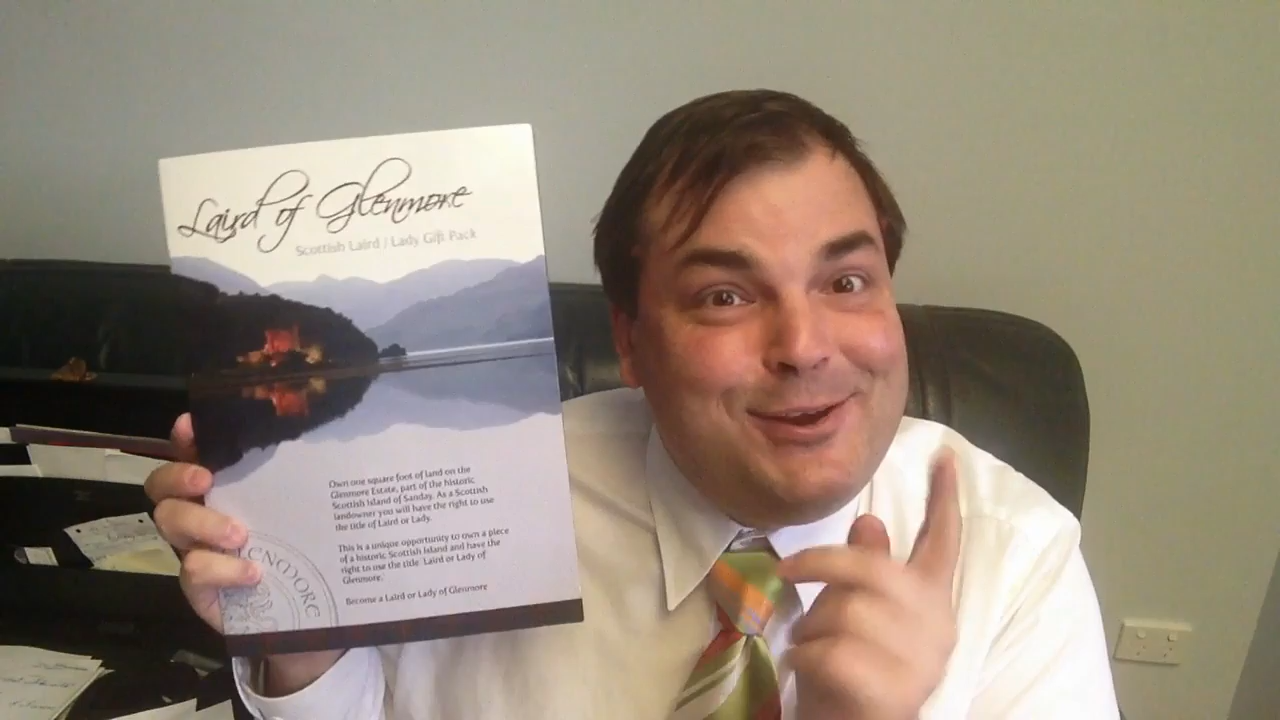 Laird of Glenmore
Scottish Laird / Lady Gift Pack
Own one square foot of land on the
Glenmore Estate, part of the historic
Scottish Island of Sanday. As a Scottish
landowner you will have the right to use
the title of Laird or Lady.
This is a unique opportunity to own a piece
of a historic Scottish Island and have the
right to use the title 'Laird or Lady of
Glenmore.'
Become a Laird or Lady of Glenmore
LENMORE